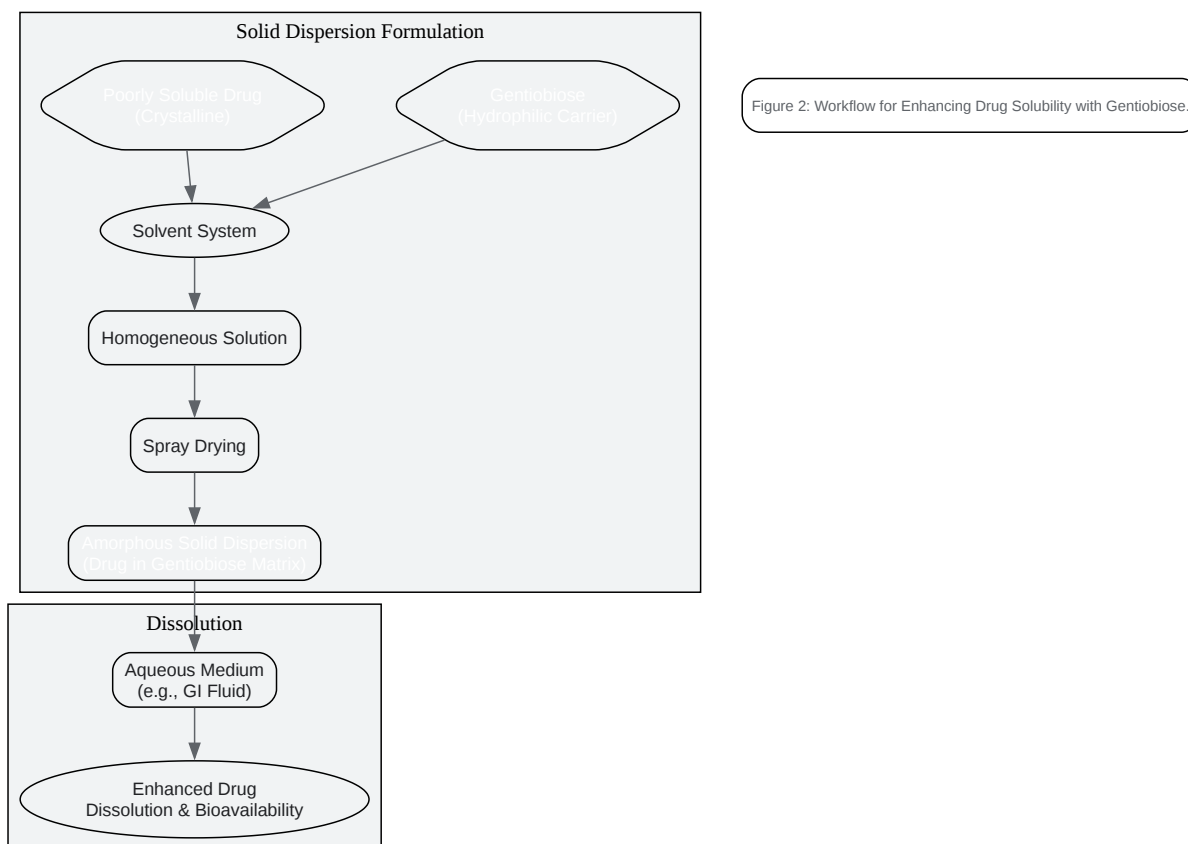 Solid Dispersion Formulation
Poorly Soluble Drug
(Crystalline)
Gentiobiose
(Hydrophilic Carrier)
Figure 2: Workflow for Enhancing Drug Solubility with Gentiobiose.
Solvent System
Homogeneous Solution
Spray Drying
Amorphous Solid Dispersion
(Drug in Gentiobiose Matrix)
Dissolution
Aqueous Medium
(e.g., GI Fluid)
Enhanced Drug
Dissolution & Bioavailability